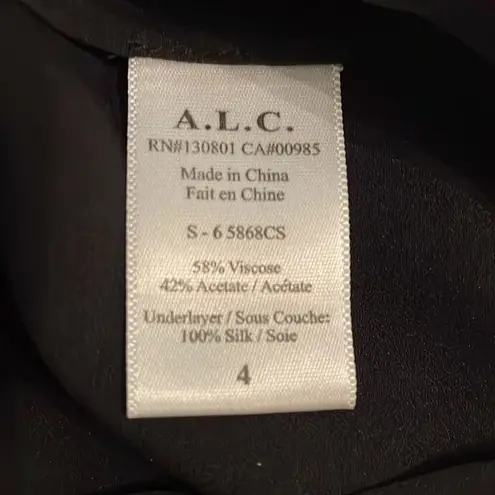 A.L.C.
RN#130801 CA#00985
Made in China
Fait en Chine
S - 6 5868CS
58% Viscose
42% Acetate / Acétate
Underlayer / Sous Couche:
100% Silk / Soie
4